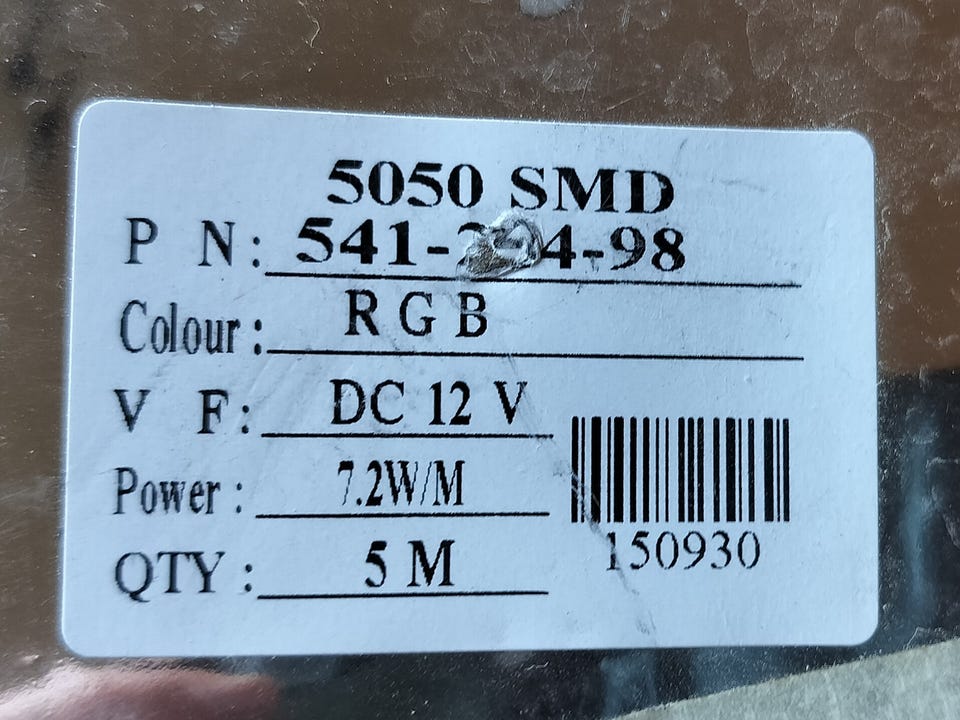 5050 SMD
P N:
Colour: R G B
V F: DC 12 V
Power: 7.2W/M
QTY: 5 M
150930